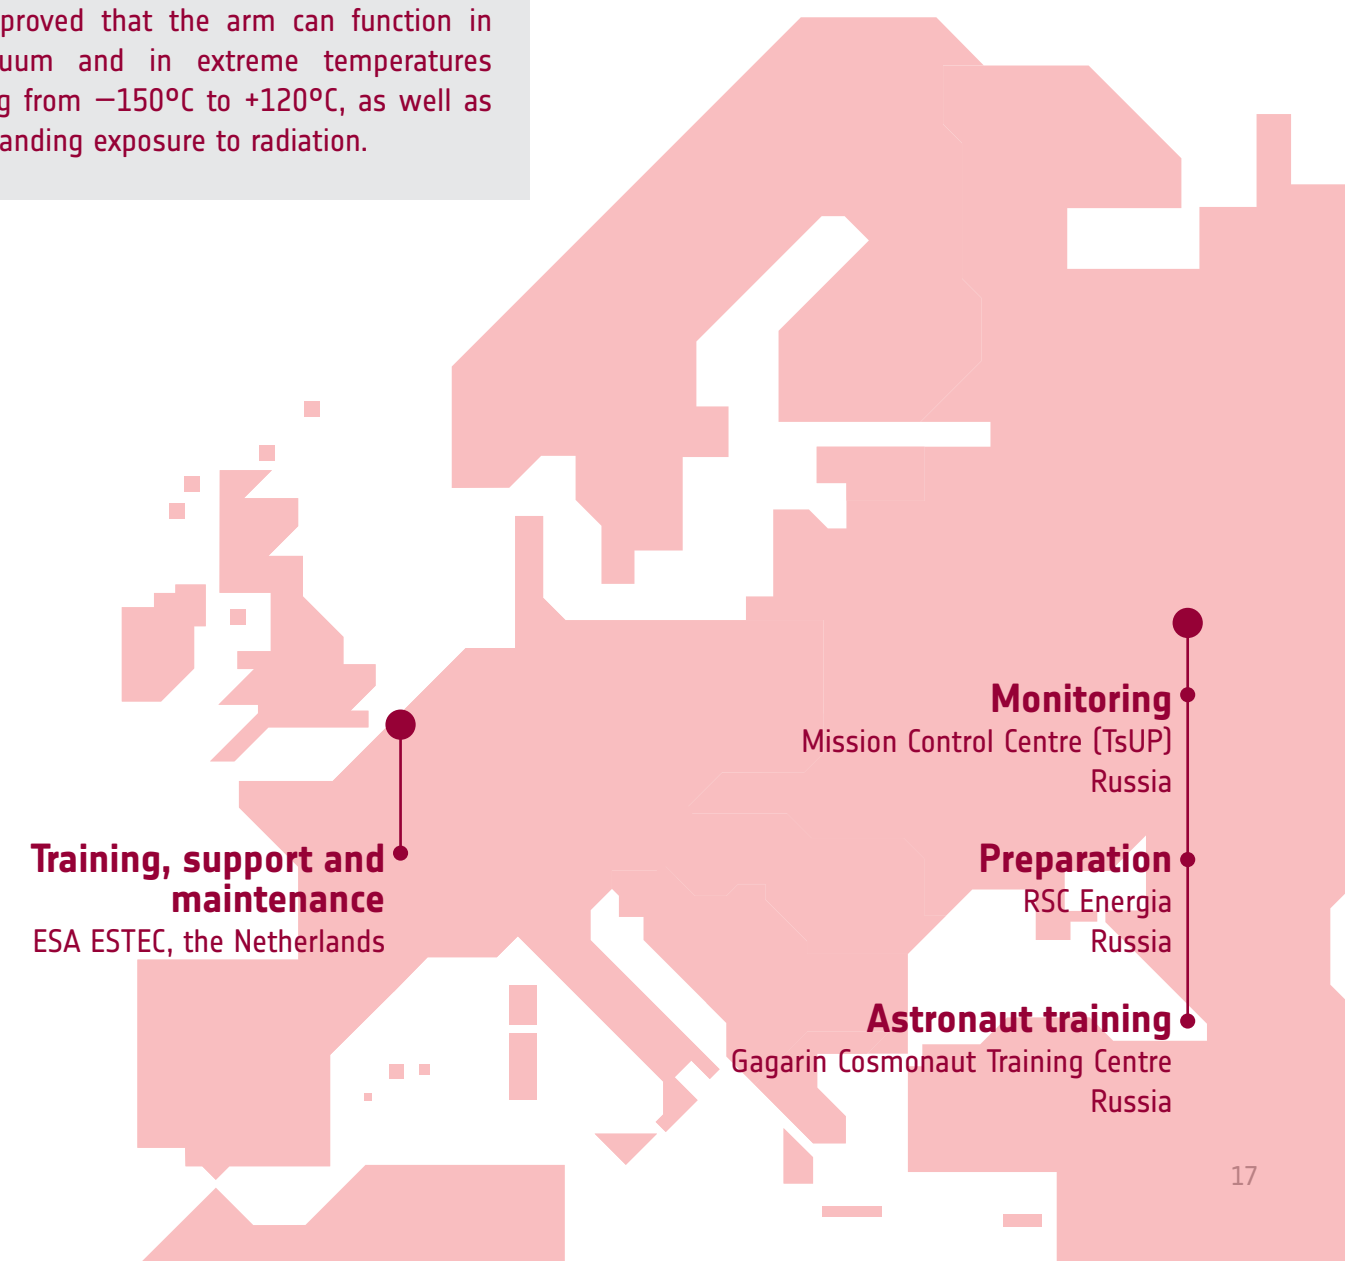 proved that the arm can function in
uum and in extreme temperatures
g from –150ºC to +120ºC, as well as
anding exposure to radiation.
Training, support and
maintenance
ESA ESTEC, the Netherlands
Monitoring
Mission Control Centre (TsUP)
Russia
Preparation
RSC Energia
Russia
Astronaut training
Gagarin Cosmonaut Training Centre
Russia
17